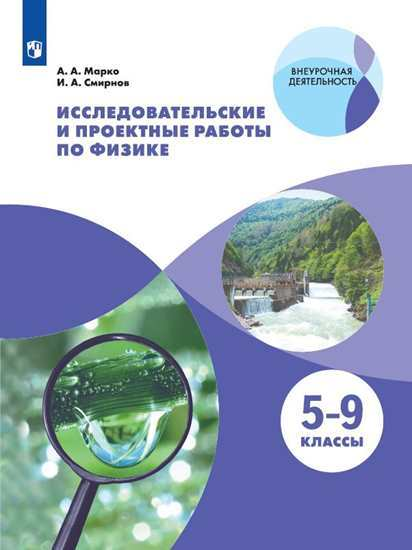 А. А. Марко
И. А. Смирнов
ВНЕУРОЧНАЯ
ДЕЯТЕЛЬНОСТЬ
ИССЛЕДОВАТЕЛЬСКИЕ
И ПРОЕКТНЫЕ РАБОТЫ
ПО ФИЗИКЕ
5–9
КЛАССЫ